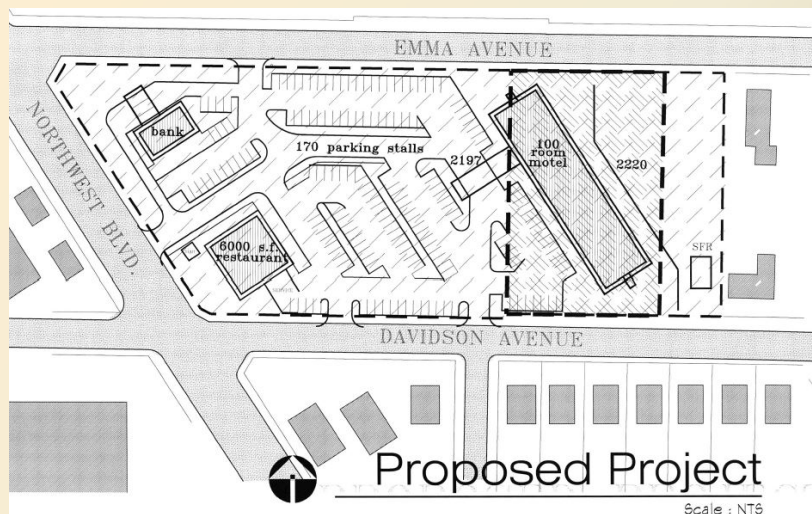 EMMA AVENUE
NORTHWEST BLVD.
bank
170 parking stalls
2197
100
room
motel
2220
6000 s.f.
restaurant
SFR
DAVIDSON AVENUE
Proposed Project
Scale : NTS